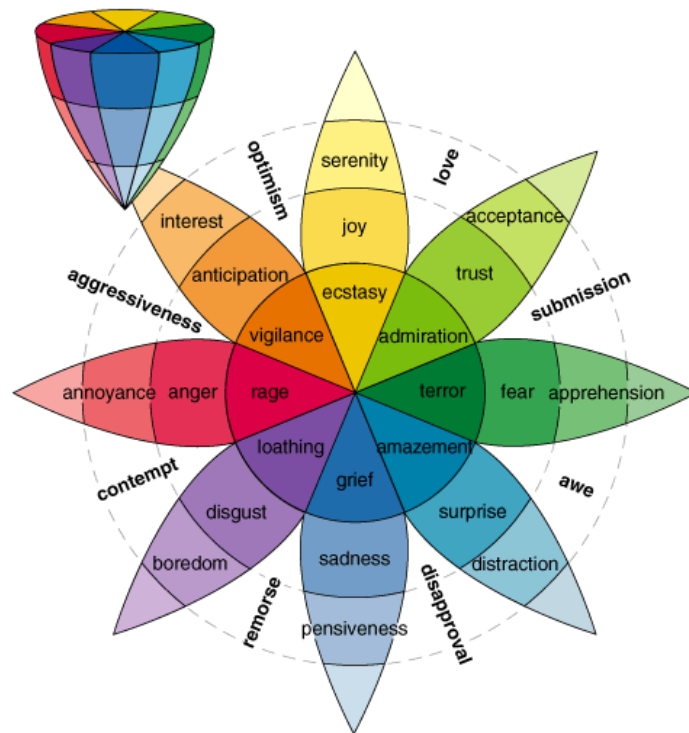 optimism
serenity
love
interest
joy
acceptance
anticipation
trust
aggressiveness
ecstasy
submission
vigilance
admiration
annoyance
anger
rage
terror
fear
apprehension
loathing
amazement
contempt
grief
awe
disgust
surprise
boredom
sadness
distraction
remorse
pensiveness
disapproval